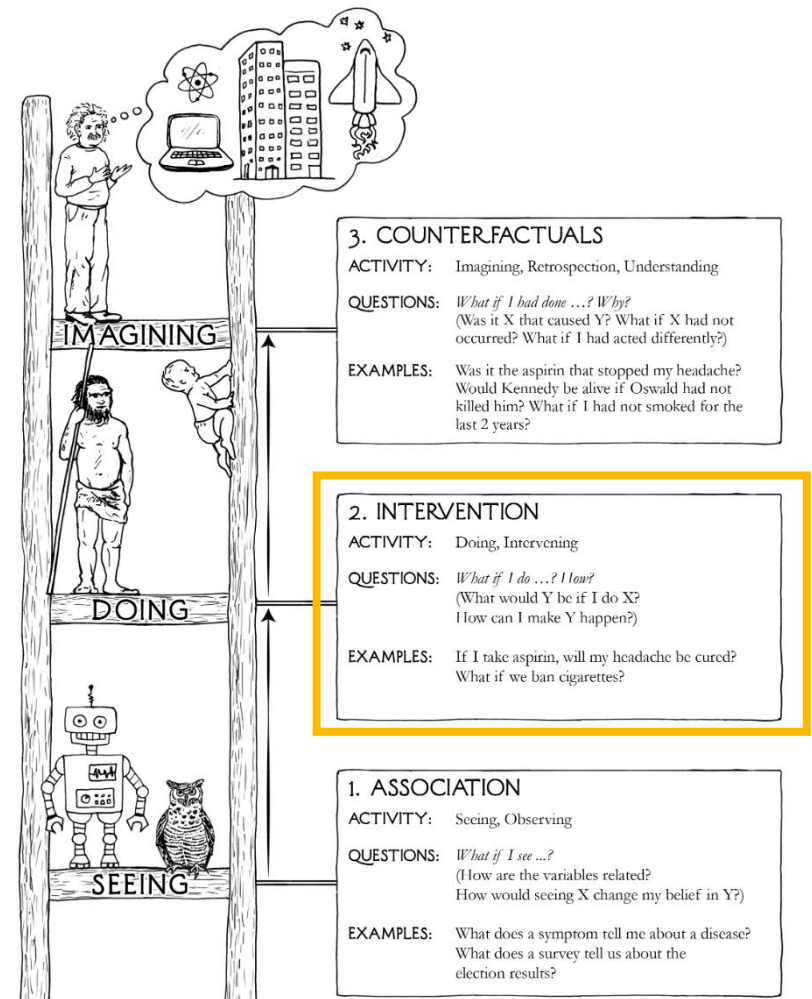 3. COUNTERFACTUALS
ACTIVITY: Imagining, Retrospection, Understanding
QUESTIONS: What if I had done …? Why?
(Was it X that caused Y? What if X had not
occurred? What if I had acted differently?)
EXAMPLES: Was it the aspirin that stopped my headache?
Would Kennedy be alive if Oswald had not
killed him? What if I had not smoked for the
last 2 years?
IMAGINING
2. INTERVENTION
ACTIVITY: Doing, Intervening
QUESTIONS: What if I do …? How?
(What would Y be if I do X?
How can I make Y happen?)
EXAMPLES: If I take aspirin, will my headache be cured?
What if we ban cigarettes?
DOING
1. ASSOCIATION
ACTIVITY: Seeing, Observing
QUESTIONS: What if I see ...?
(How are the variables related?
How would seeing X change my belief in Y?)
EXAMPLES: What does a symptom tell me about a disease?
What does a survey tell us about the
election results?
SEEING